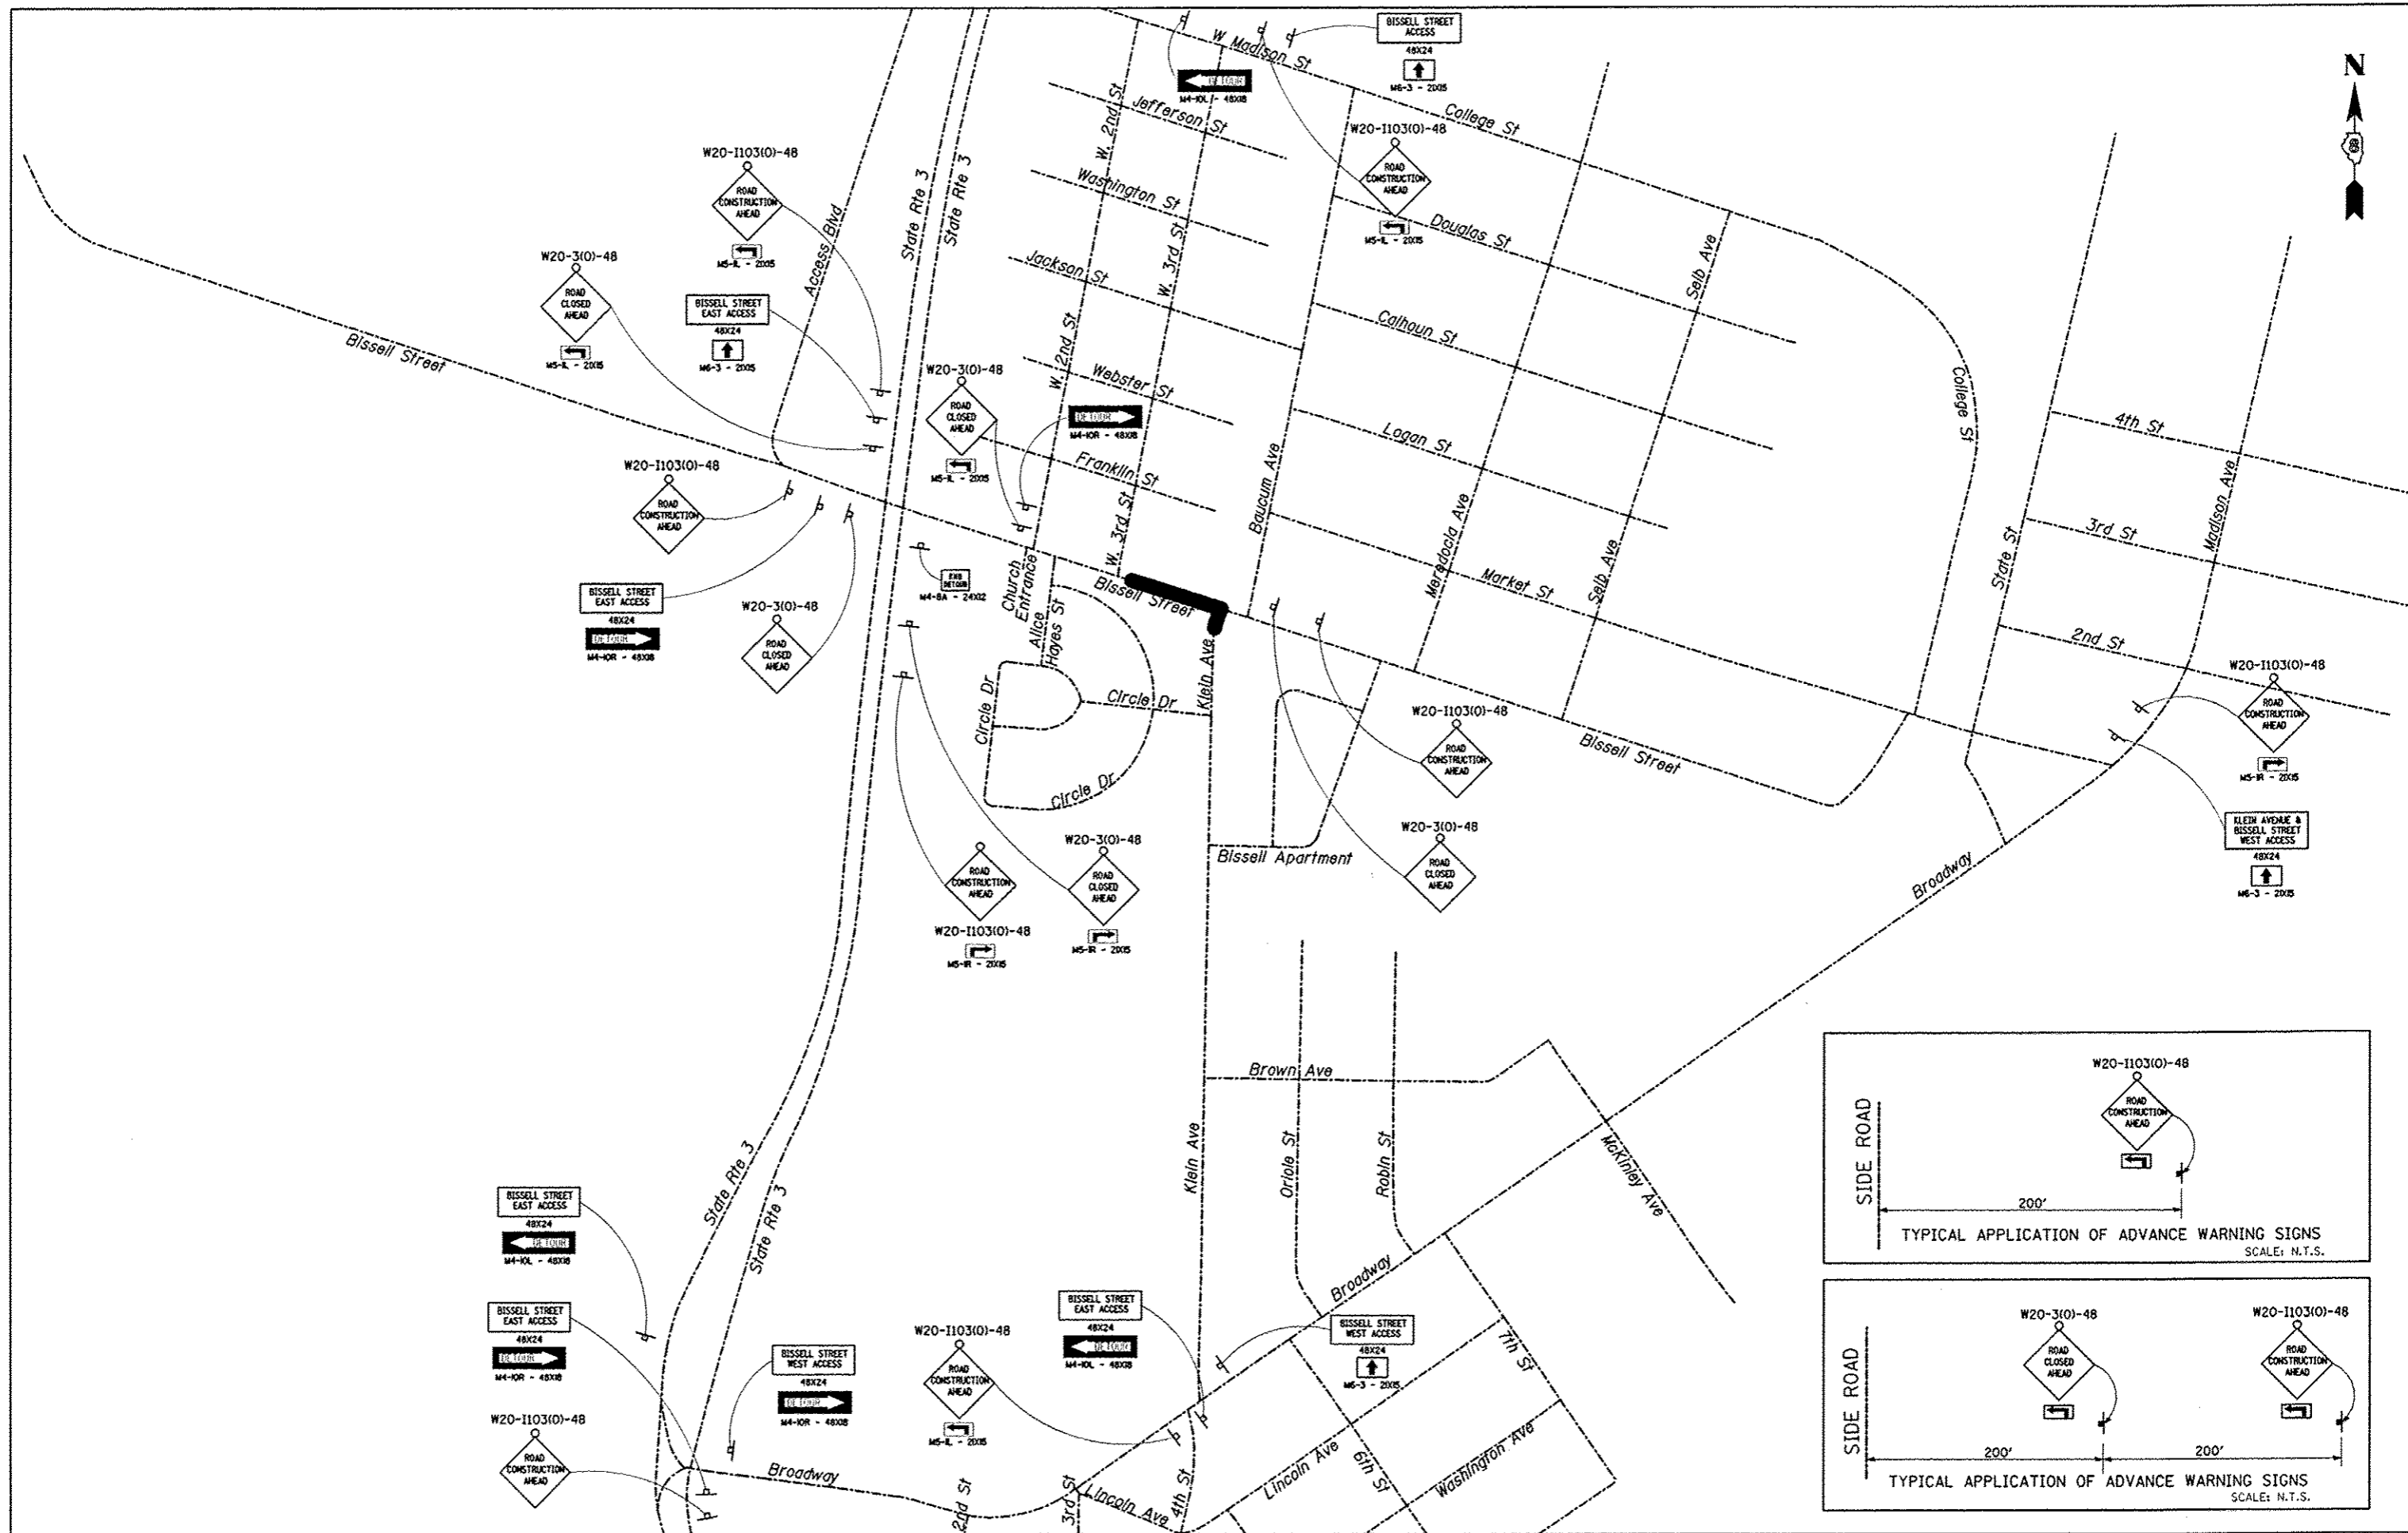 BISSELL STREET
ACCESS
48X24
M6-3 - 21X15
W Madison St
DETOUR
M4-10L - 48X18
N
College St
W. 2nd St
Jefferson St
W20-I103(0)-48
ROAD
CONSTRUCTION
AHEAD
M5-1L - 21X15
W20-I103(0)-48
ROAD
CONSTRUCTION
AHEAD
M5-1L - 21X15
Access Blvd
State Rte 3
State Rte 3
Washington St
W. 3rd St
Douglas St
Selb Ave
Jackson St
W20-3(0)-48
ROAD
CLOSED
AHEAD
M5-1L - 21X15
BISSELL STREET
EAST ACCESS
48X24
M6-3 - 21X15
Bissell Street
W. 2nd St
Calhoun St
College St
Webster St
W20-3(0)-48
ROAD
CLOSED
AHEAD
M5-1L - 21X15
DETOUR
M4-10R - 48X18
Logan St
4th St
Franklin St
Baucum Ave
W20-I103(0)-48
ROAD
CONSTRUCTION
AHEAD
W. 3rd St
Meredocia Ave
Madison Ave
3rd St
State St
BISSELL STREET
EAST ACCESS
48X24
DETOUR
M4-10R - 48X18
W20-3(0)-48
ROAD
CLOSED
AHEAD
END
DETOUR
M4-8A - 24X12
Church
Entrance
Alice
Hayes St
Bissell Street
Market St
Selb Ave
2nd St
Klein Ave
Circle Dr
Circle Dr
Circle Dr
W20-I103(0)-48
ROAD
CONSTRUCTION
AHEAD
Bissell Street
W20-I103(0)-48
ROAD
CONSTRUCTION
AHEAD
M5-1R - 21X15
KLEIN AVENUE &
BISSELL STREET
WEST ACCESS
48X24
M6-3 - 21X15
ROAD
CONSTRUCTION
AHEAD
W20-I103(0)-48
M5-1R - 21X15
W20-3(0)-48
ROAD
CLOSED
AHEAD
M5-1R - 21X15
Bissell Apartment
W20-3(0)-48
ROAD
CLOSED
AHEAD
Broadway
Brown Ave
State Rte 3
State Rte 3
Klein Ave
Oriole St
Robin St
McKinley Ave
SIDE ROAD
W20-I103(0)-48
ROAD
CONSTRUCTION
AHEAD
200'
TYPICAL APPLICATION OF ADVANCE WARNING SIGNS
SCALE: N.T.S.
BISSELL STREET
EAST ACCESS
48X24
DETOUR
M4-10L - 48X18
BISSELL STREET
EAST ACCESS
48X24
DETOUR
M4-10R - 48X18
BISSELL STREET
WEST ACCESS
48X24
DETOUR
M4-10R - 48X18
W20-I103(0)-48
ROAD
CONSTRUCTION
AHEAD
M5-1L - 21X15
BISSELL STREET
EAST ACCESS
48X24
DETOUR
M4-10L - 48X18
Broadway
BISSELL STREET
WEST ACCESS
48X24
M6-3 - 21X15
7th St
W20-I103(0)-48
ROAD
CONSTRUCTION
AHEAD
Broadway
2nd St
3rd St
Lincoln Ave
4th St
Lincoln Ave
6th St
Washington Ave
SIDE ROAD
W20-3(0)-48
ROAD
CLOSED
AHEAD
W20-I103(0)-48
ROAD
CONSTRUCTION
AHEAD
200'
200'
TYPICAL APPLICATION OF ADVANCE WARNING SIGNS
SCALE: N.T.S.